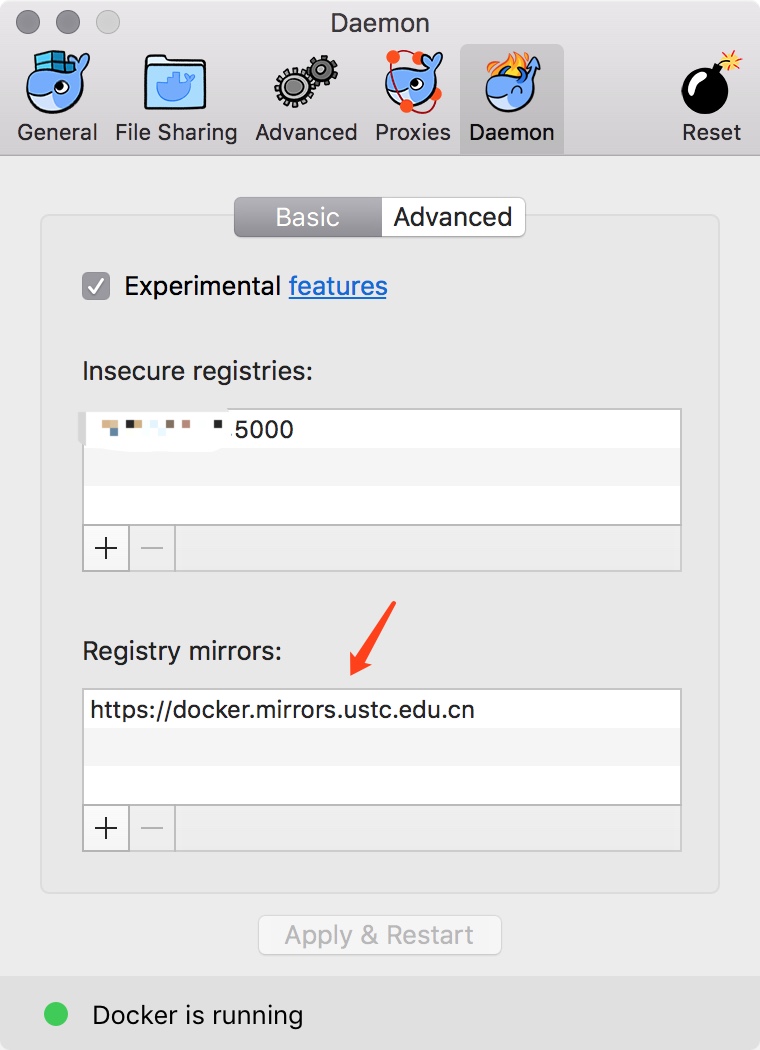 Daemon
General File Sharing Advanced Proxies Daemon Reset
Basic Advanced
Experimental features
Insecure registries:
5000
Registry mirrors:
https://docker.mirrors.ustc.edu.cn
Apply & Restart
Docker is running